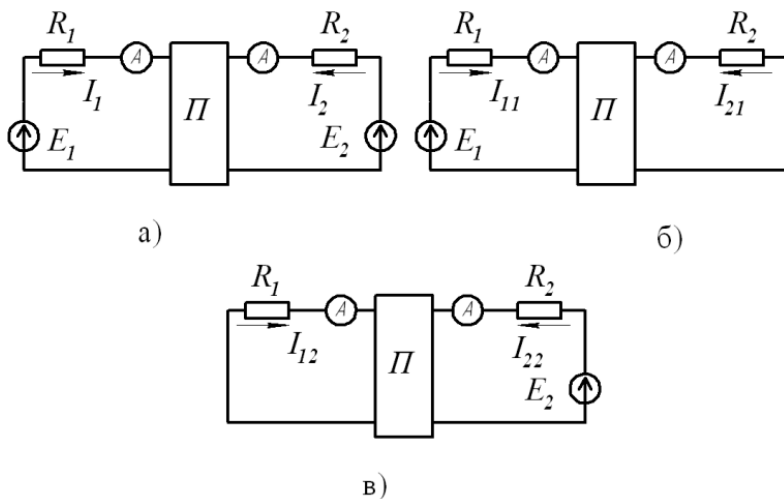 R₁ A A R₂ R₁ A A R₂
I₁ П I₂ I₁₁ П I₂₁
E₁ E₂ E₁
а) б)
R₁ A A R₂
I₁₂ П I₂₂
E₂
в)